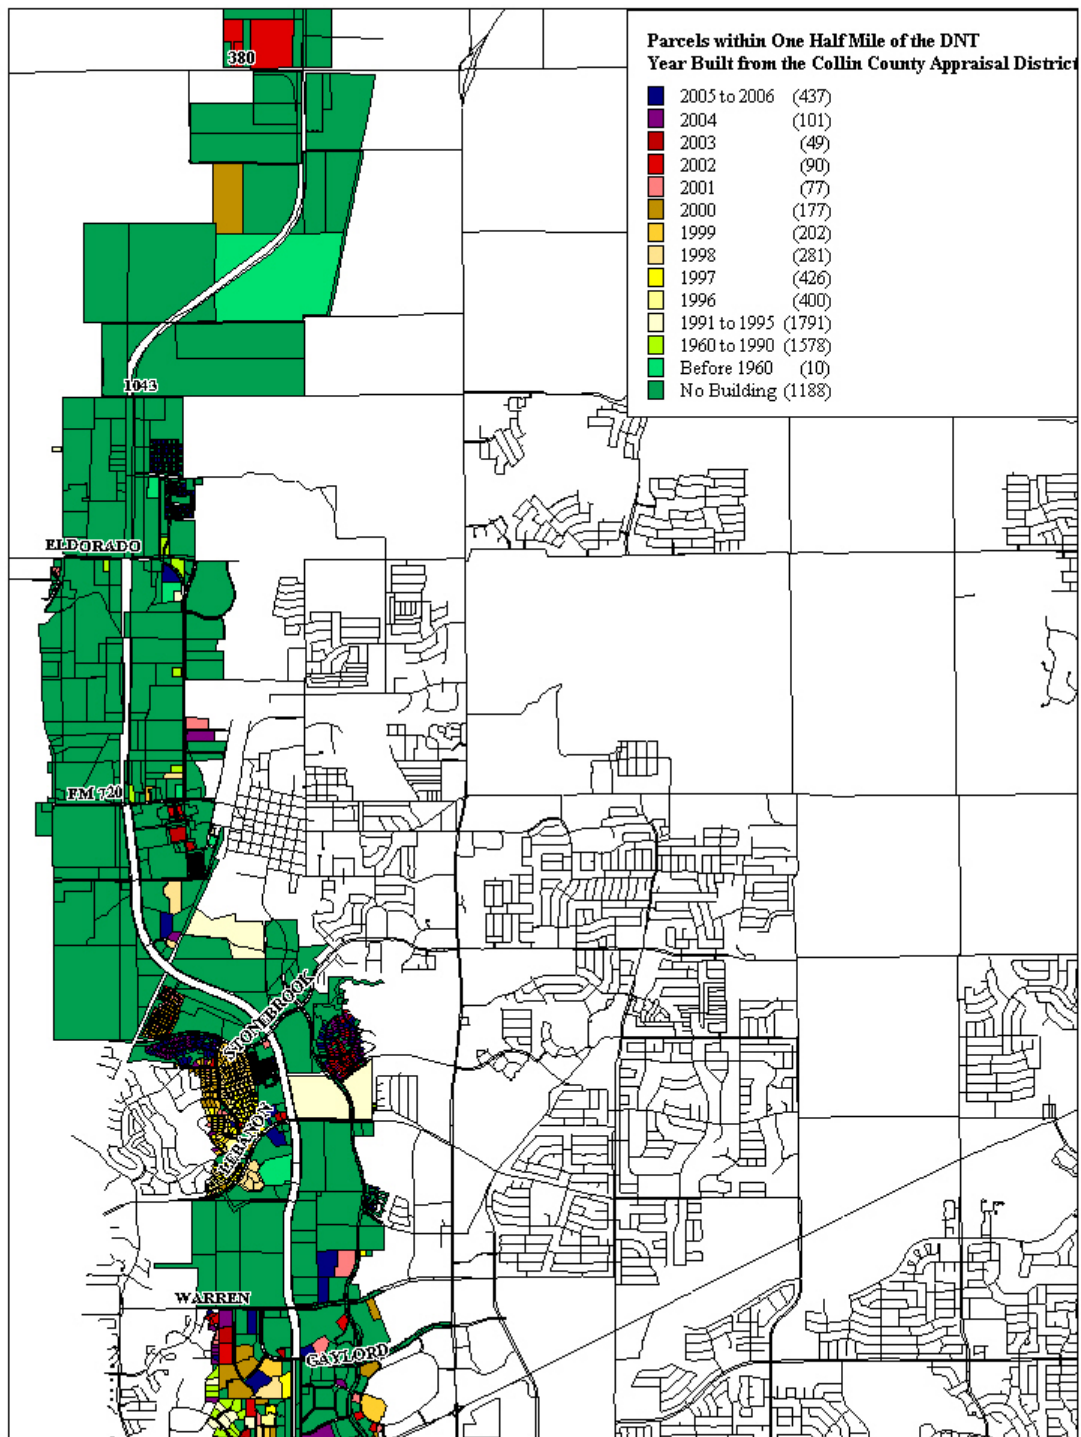 Parcels within One Half Mile of the DNT
Year Built from the Collin County Appraisal District
2005 to 2006 (437)
2004 (101)
2003 (49)
2002 (90)
2001 (77)
2000 (177)
1999 (202)
1998 (281)
1997 (426)
1996 (400)
1991 to 1995 (1791)
1960 to 1990 (1578)
Before 1960 (10)
No Building (1188)
380
1043
ELDORADO
FM 720
STONEBROOK
LEBANON
WARREN
GAYLORD